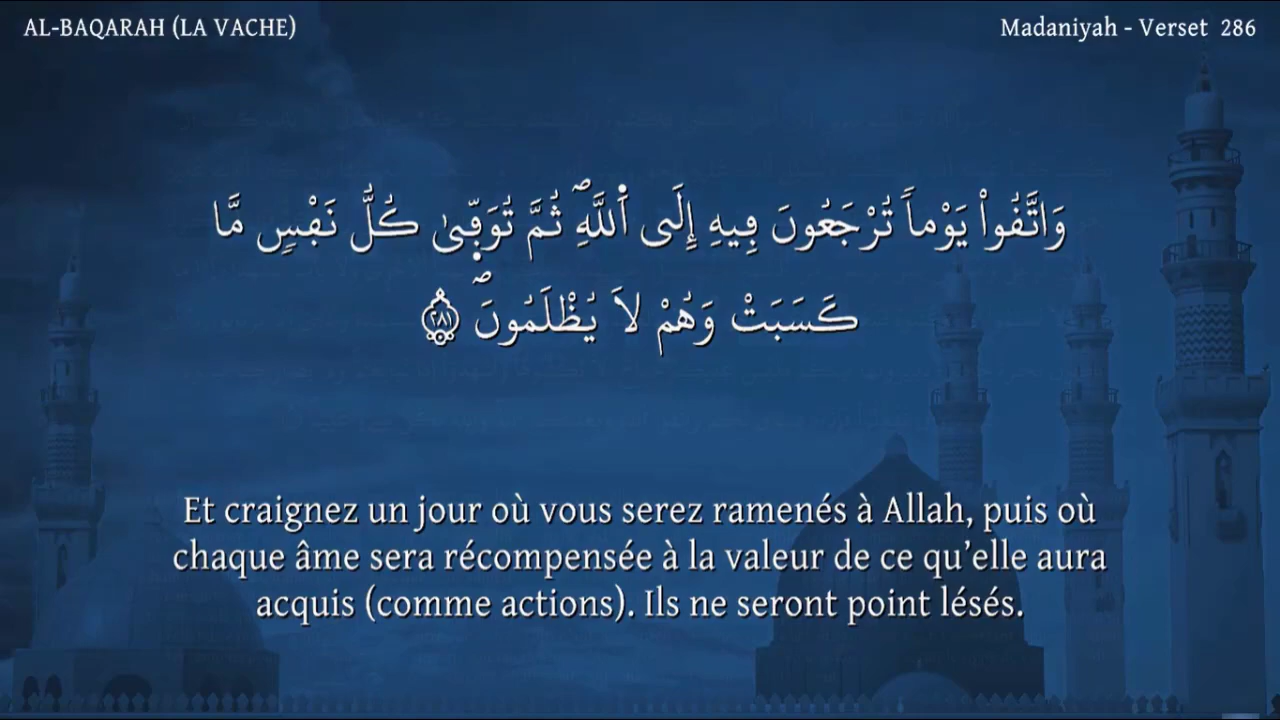 AL-BAQARAH (LA VACHE)
Madaniyah - Verset 286
وَاتَّقُواْ يَوْماً تُرْجَعُونَ فِيهِ إِلَى اَ۬للَّهِۖ ثُمَّ تُوَفّ۪ىٰ كُلُّ نَفْسٖ مَّا
كَسَبَتْ وَهُمْ لَا يُظْلَمُونَۖ ۝٢٨١
Et craignez un jour où vous serez ramenés à Allah, puis où
chaque âme sera récompensée à la valeur de ce qu’elle aura
acquis (comme actions). Ils ne seront point lésés.